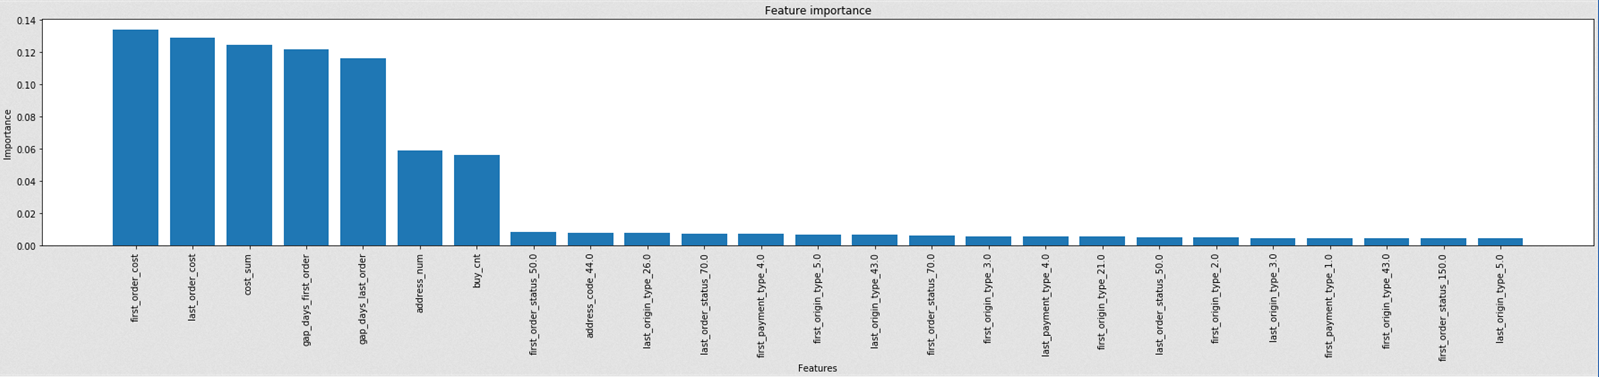 Feature importance
0.14
0.12
0.10
0.08
0.06
0.04
0.02
0.00
Importance
first_order_cost
last_order_cost
cost_sum
gap_days_first_order
gap_days_last_order
address_num
buy_cnt
first_order_status_50.0
address_code_44.0
last_origin_type_26.0
last_order_status_70.0
first_payment_type_4.0
first_origin_type_5.0
last_origin_type_43.0
first_order_status_70.0
first_origin_type_3.0
last_payment_type_4.0
first_origin_type_21.0
last_order_status_50.0
first_origin_type_2.0
last_origin_type_3.0
first_payment_type_1.0
first_origin_type_43.0
first_order_status_150.0
last_origin_type_5.0
Features